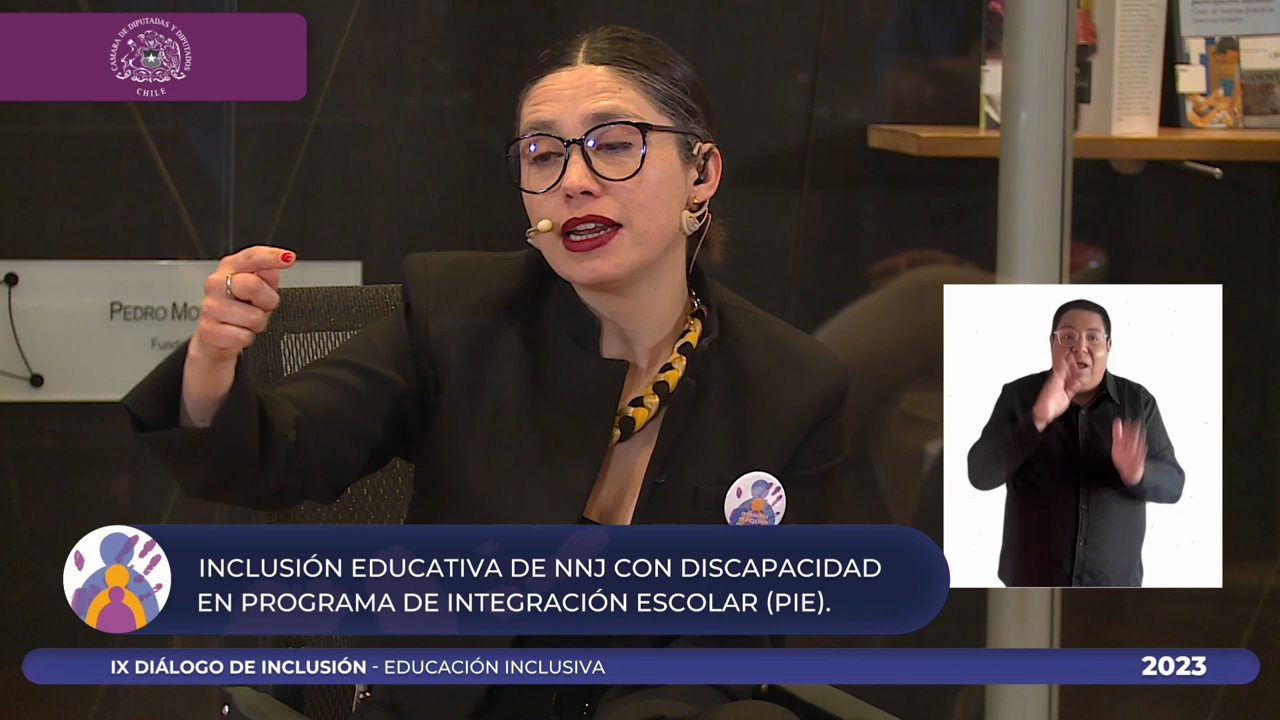 CÁMARA DE DIPUTADAS Y DIPUTADOS
CHILE
PEDRO
INCLUSIÓN EDUCATIVA DE NNJ CON DISCAPACIDAD
EN PROGRAMA DE INTEGRACIÓN ESCOLAR (PIE).
IX DIÁLOGO DE INCLUSIÓN - EDUCACIÓN INCLUSIVA
2023